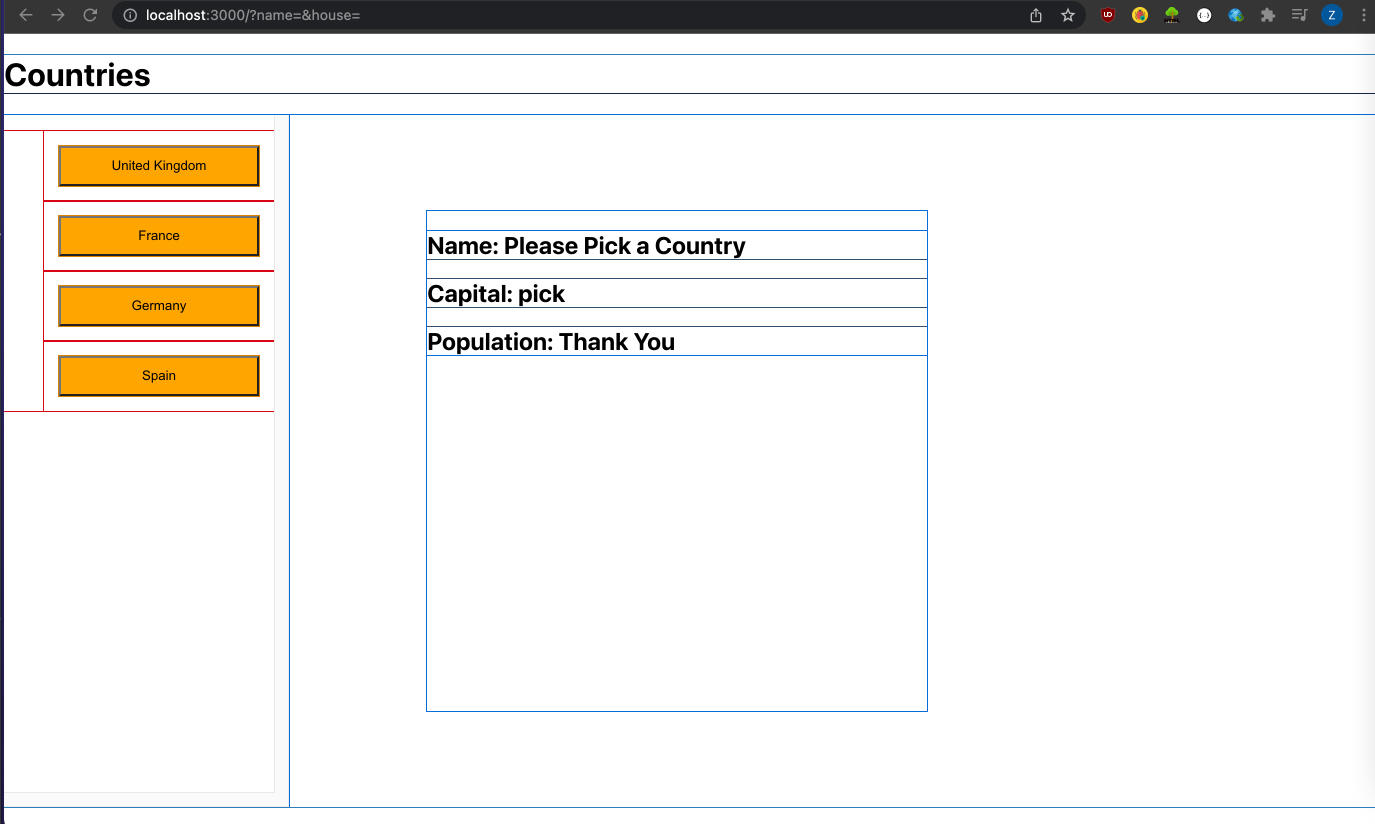 localhost:3000/?name=&house=
Z
Countries
United Kingdom
France
Germany
Spain
Name: Please Pick a Country
Capital: pick
Population: Thank You